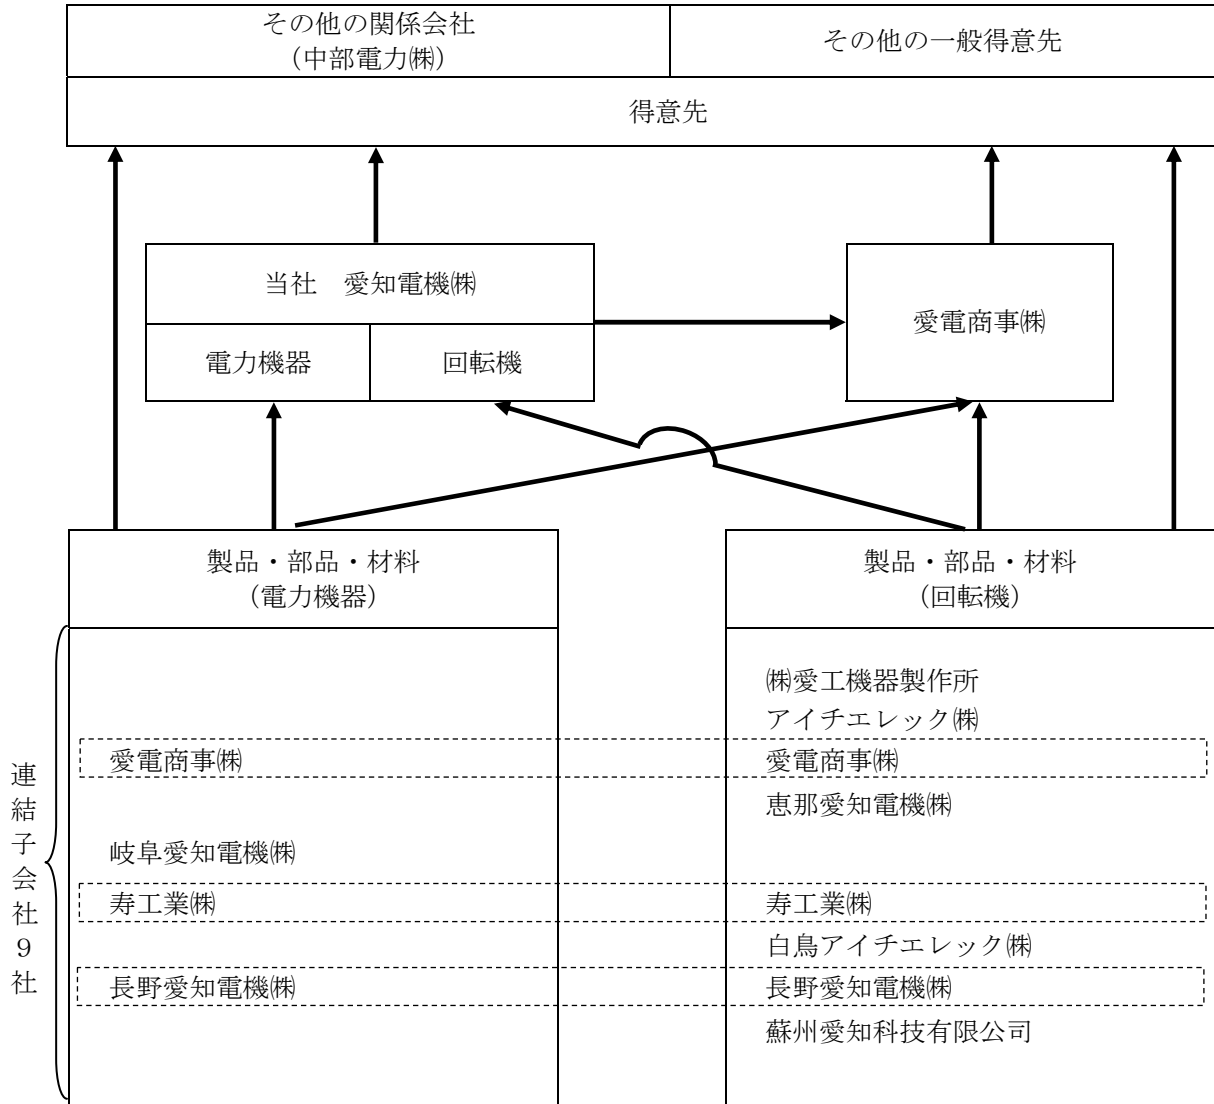 その他の関係会社
（中部電力㈱）
その他の一般得意先
得意先
当社　愛知電機㈱
電力機器
回転機
愛電商事㈱
製品・部品・材料
（電力機器）
製品・部品・材料
（回転機）
連結子会社９社
㈱愛工機器製作所
アイチエレック㈱
愛電商事㈱
愛電商事㈱
恵那愛知電機㈱
岐阜愛知電機㈱
寿工業㈱
寿工業㈱
白鳥アイチエレック㈱
長野愛知電機㈱
長野愛知電機㈱
蘇州愛知科技有限公司